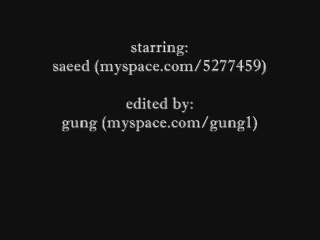 starring:
saeed (myspace.com/5277459)
edited by:
gung (myspace.com/gung1)